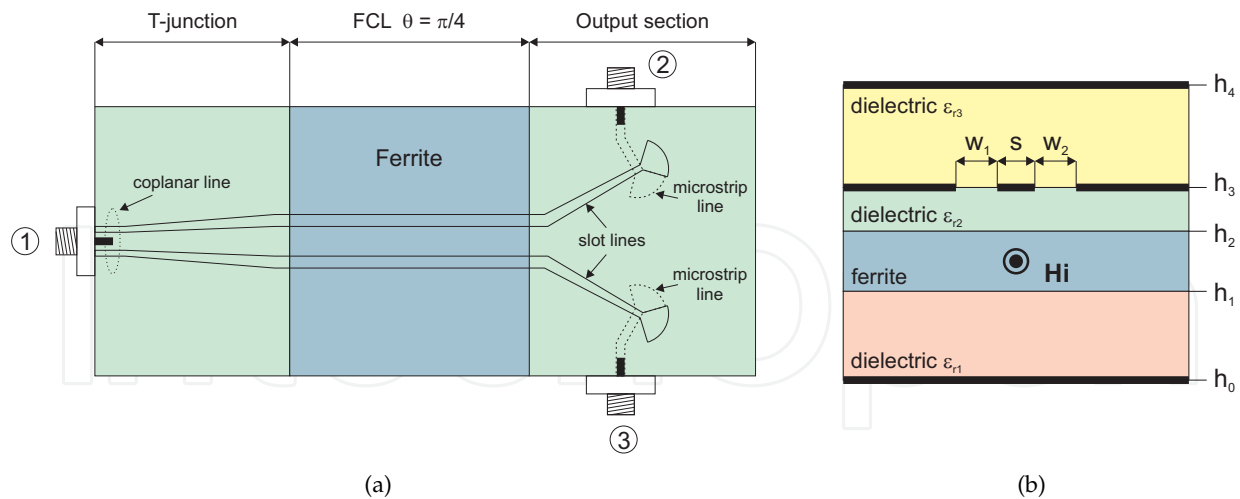 T-junction
FCL θ = π/4
Output section
②
Ferrite
coplanar line
microstrip
line
①
slot lines
microstrip
line
③
(a)
h4
dielectric εr3
w1
s
w2
h3
dielectric εr2
h2
ferrite
Hi
h1
dielectric εr1
h0
(b)